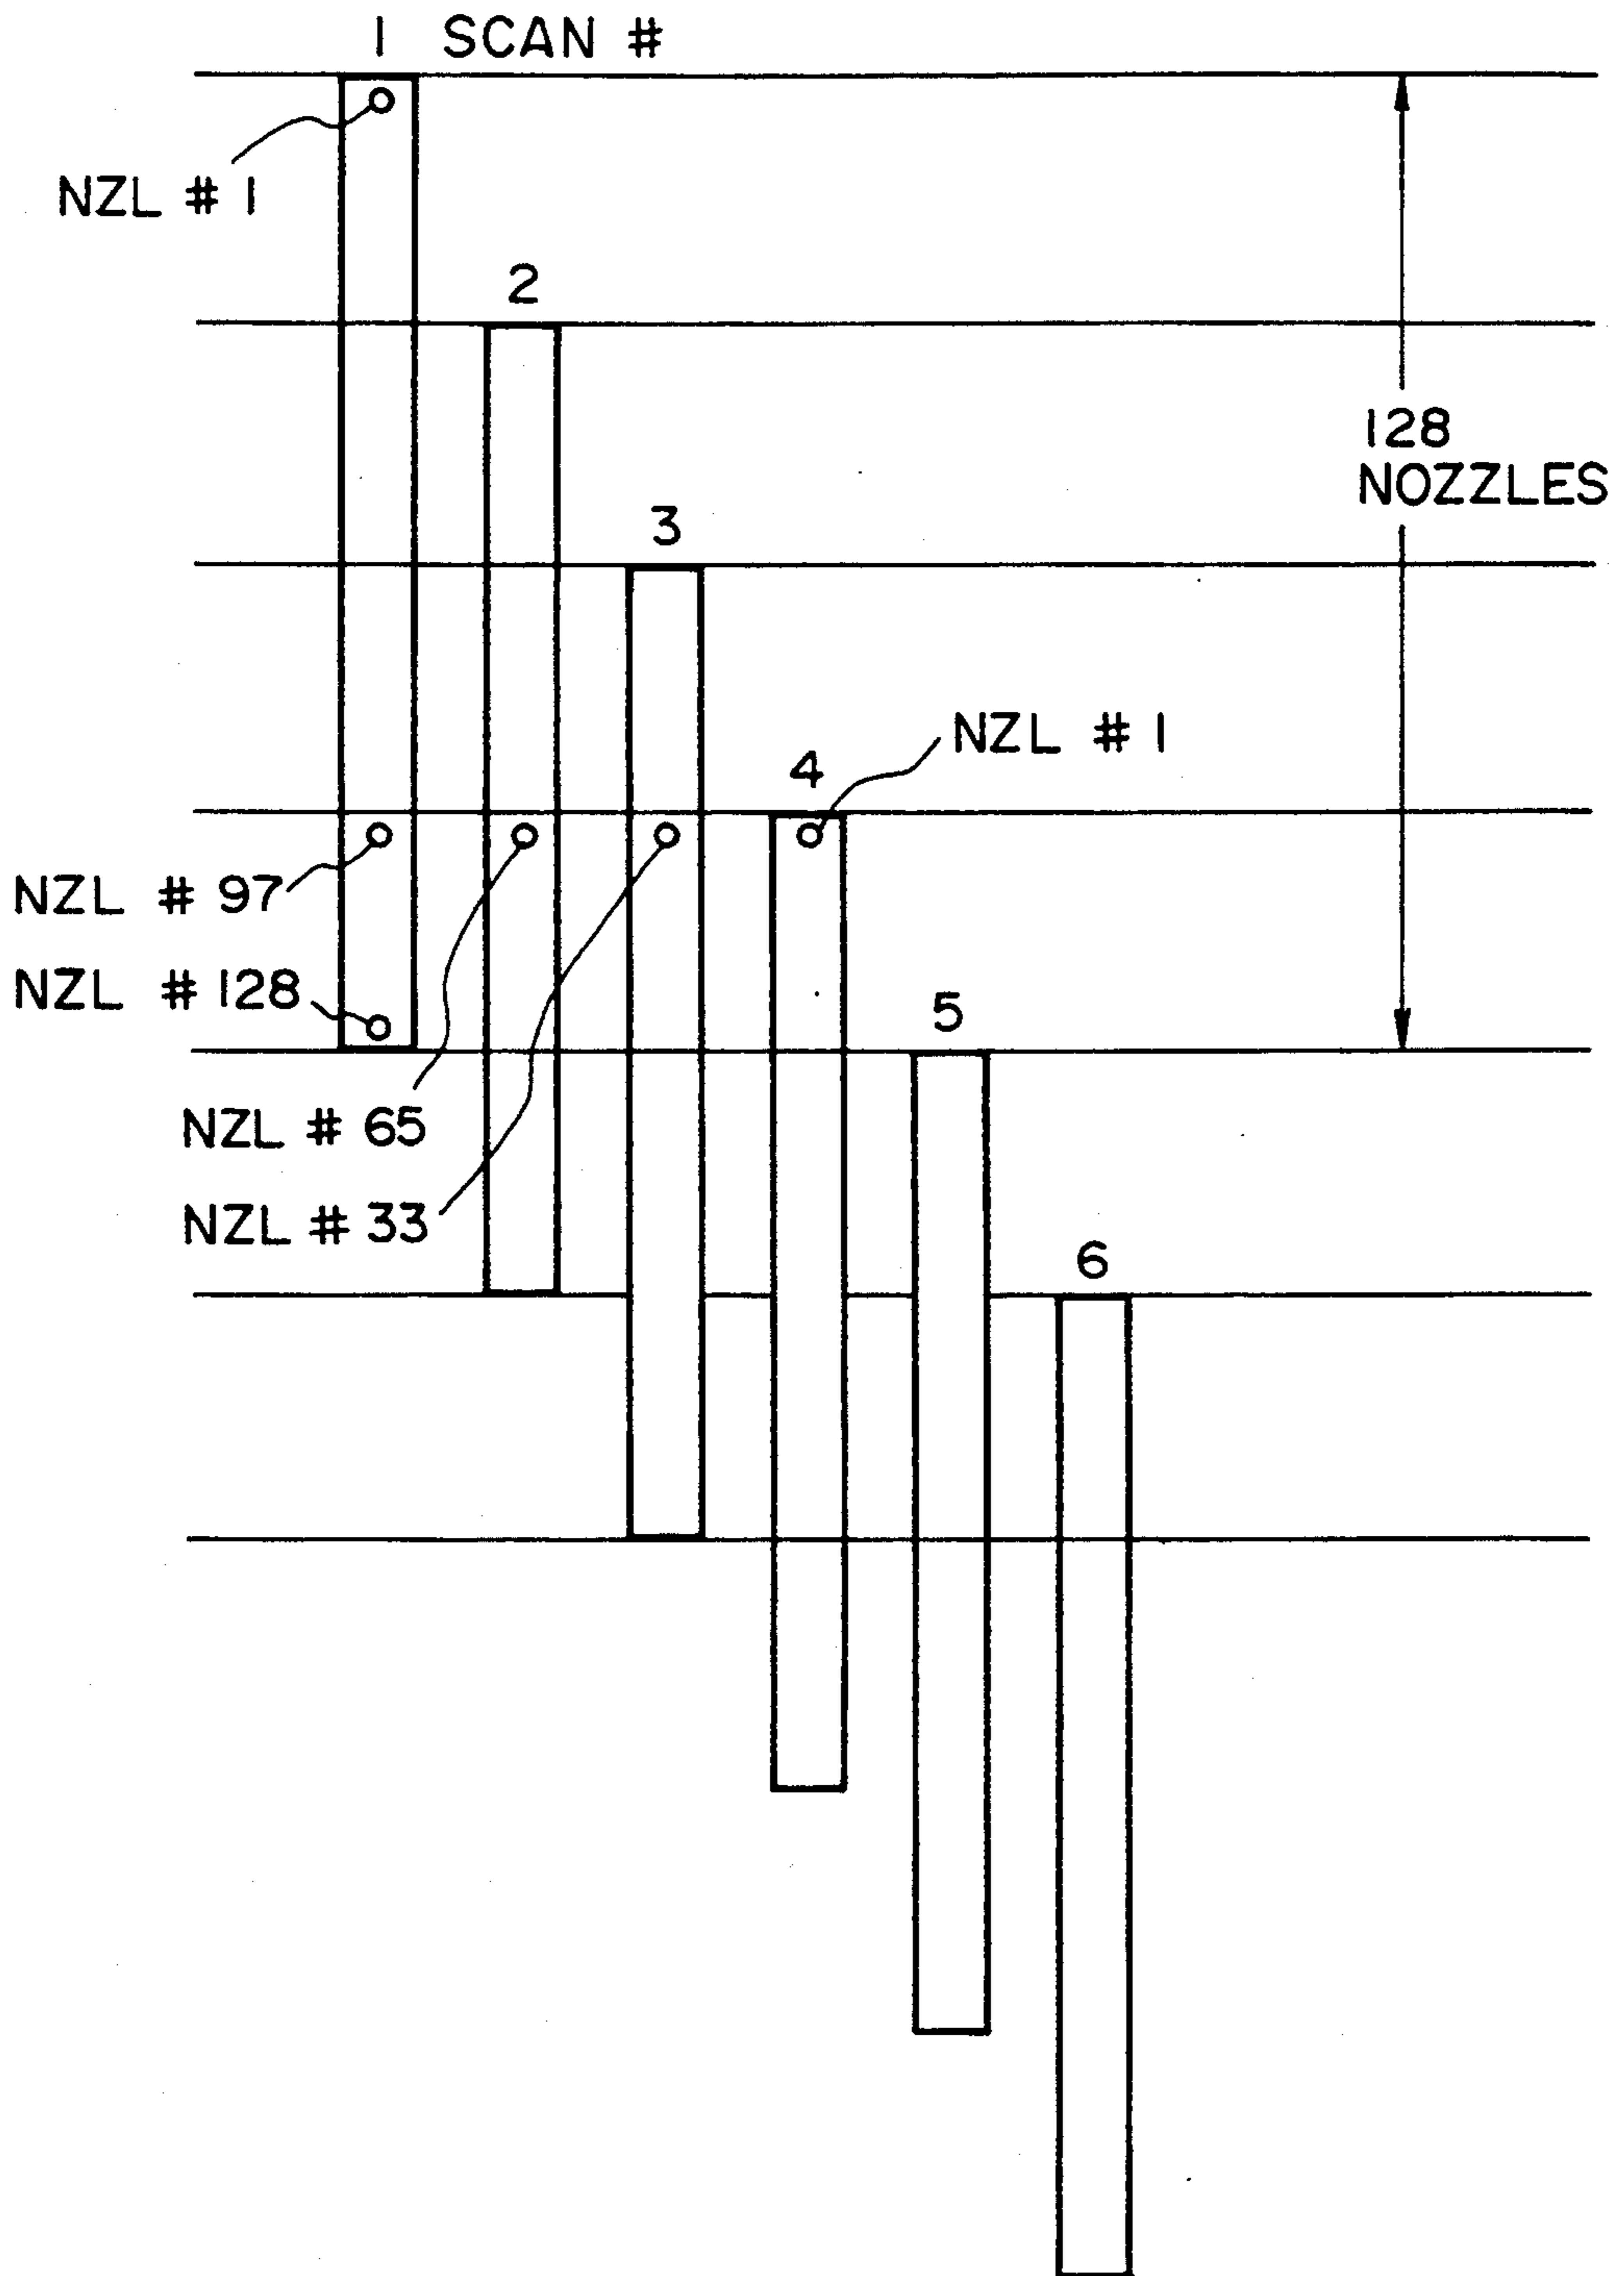 1 SCAN #
NZL # 1
2
128
NOZZLES
3
NZL # 1
4
NZL # 97
NZL # 128
5
NZL # 65
NZL # 33
6